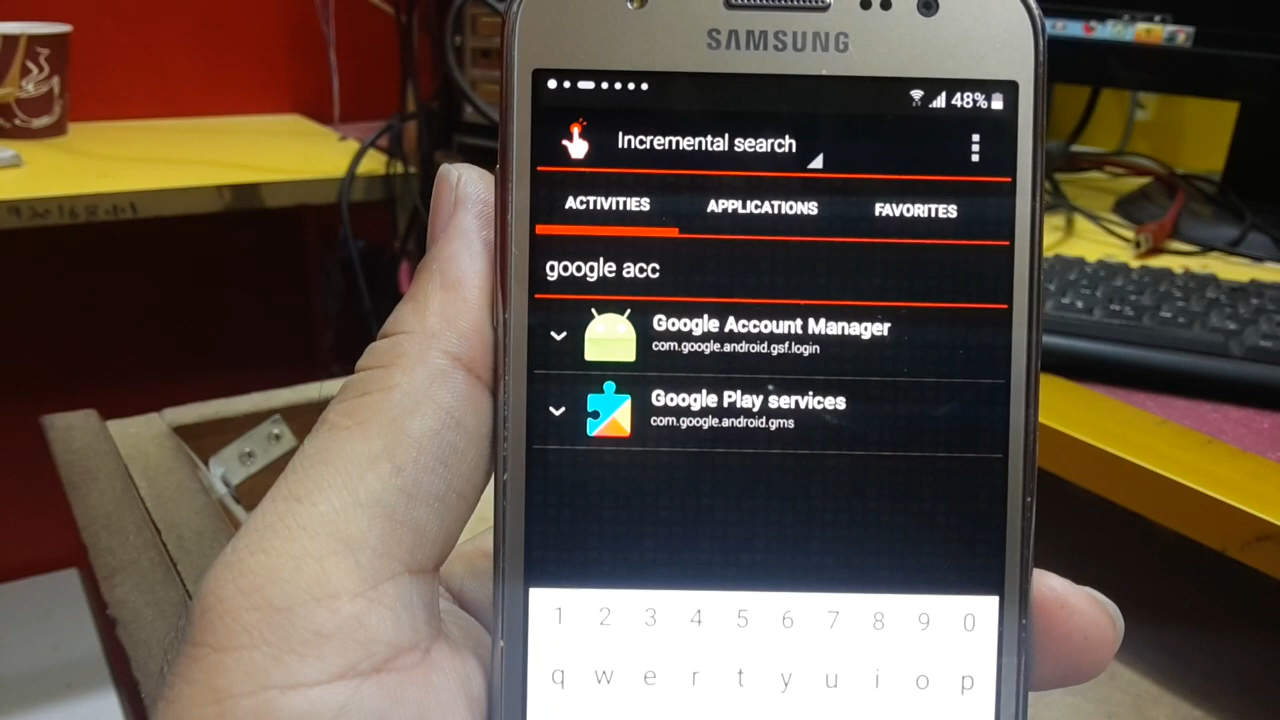 SAMSUNG
48%
Incremental search
ACTIVITIES APPLICATIONS FAVORITES
google acc
Google Account Manager
com.google.android.gsf.login
Google Play services
com.google.android.gms
1 2 3 4 5 6 7 8 9 0
q w e r t y u i o p